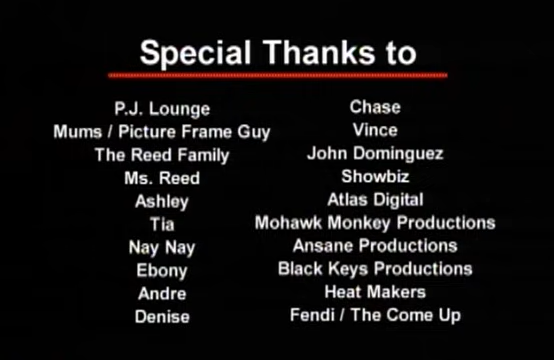 Special Thanks to
P.J. Lounge
Mums / Picture Frame Guy
The Reed Family
Ms. Reed
Ashley
Tia
Nay Nay
Ebony
Andre
Denise
Chase
Vince
John Dominguez
Showbiz
Atlas Digital
Mohawk Monkey Productions
Ansane Productions
Black Keys Productions
Heat Makers
Fendi / The Come Up